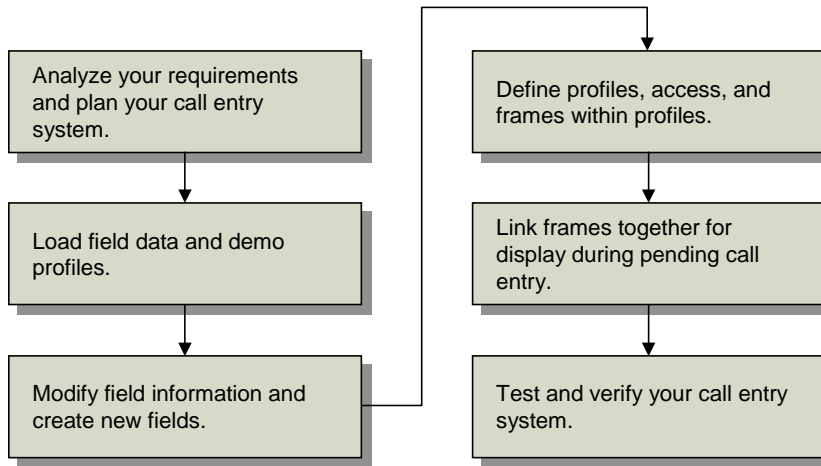 Analyze your requirements
and plan your call entry
system.
Load field data and demo
profiles.
Modify field information and
create new fields.
Define profiles, access, and
frames within profiles.
Link frames together for
display during pending call
entry.
Test and verify your call entry
system.